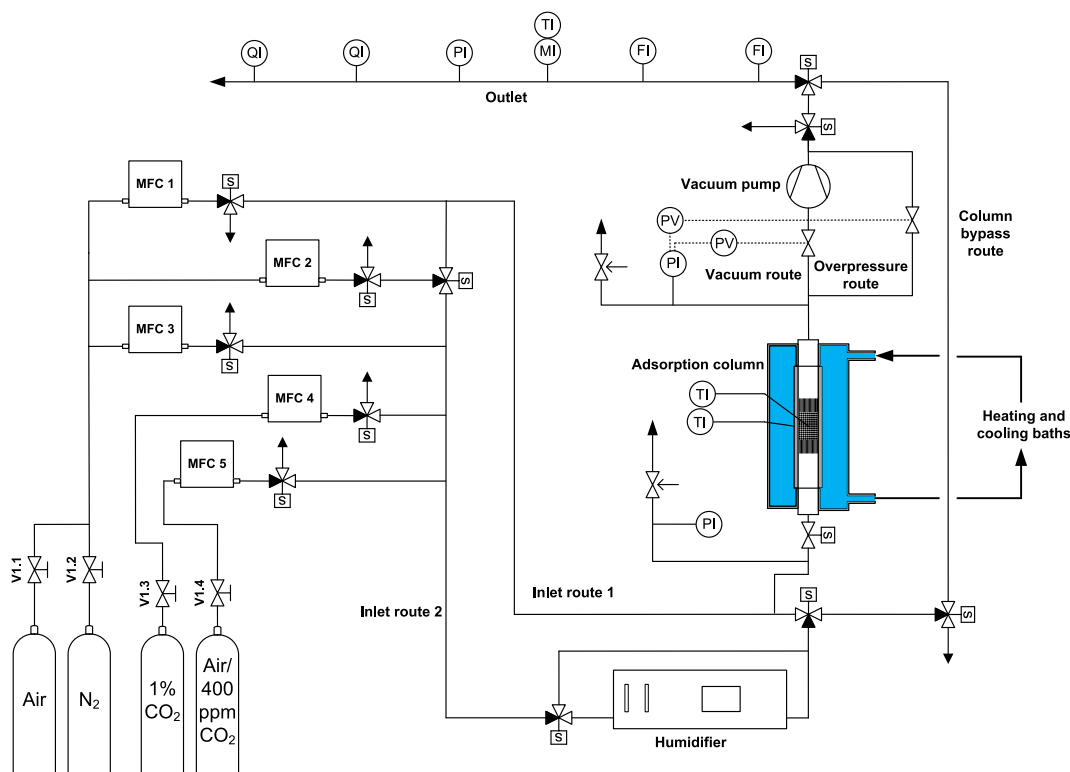 TI
QI
QI
PI
MI
FI
FI
S
Outlet
S
MFC 1
S
Vacuum pump
PV
Column
bypass
route
MFC 2
S
S
PV
PI
Vacuum route
Overpressure
route
MFC 3
S
Adsorption column
MFC 4
S
TI
TI
Heating and
cooling baths
MFC 5
S
PI
S
V1.1
V1.2
V1.3
V1.4
Inlet route 2
Inlet route 1
S
S
Air
N2
1%
CO2
Air/
400
ppm
CO2
S
Humidifier